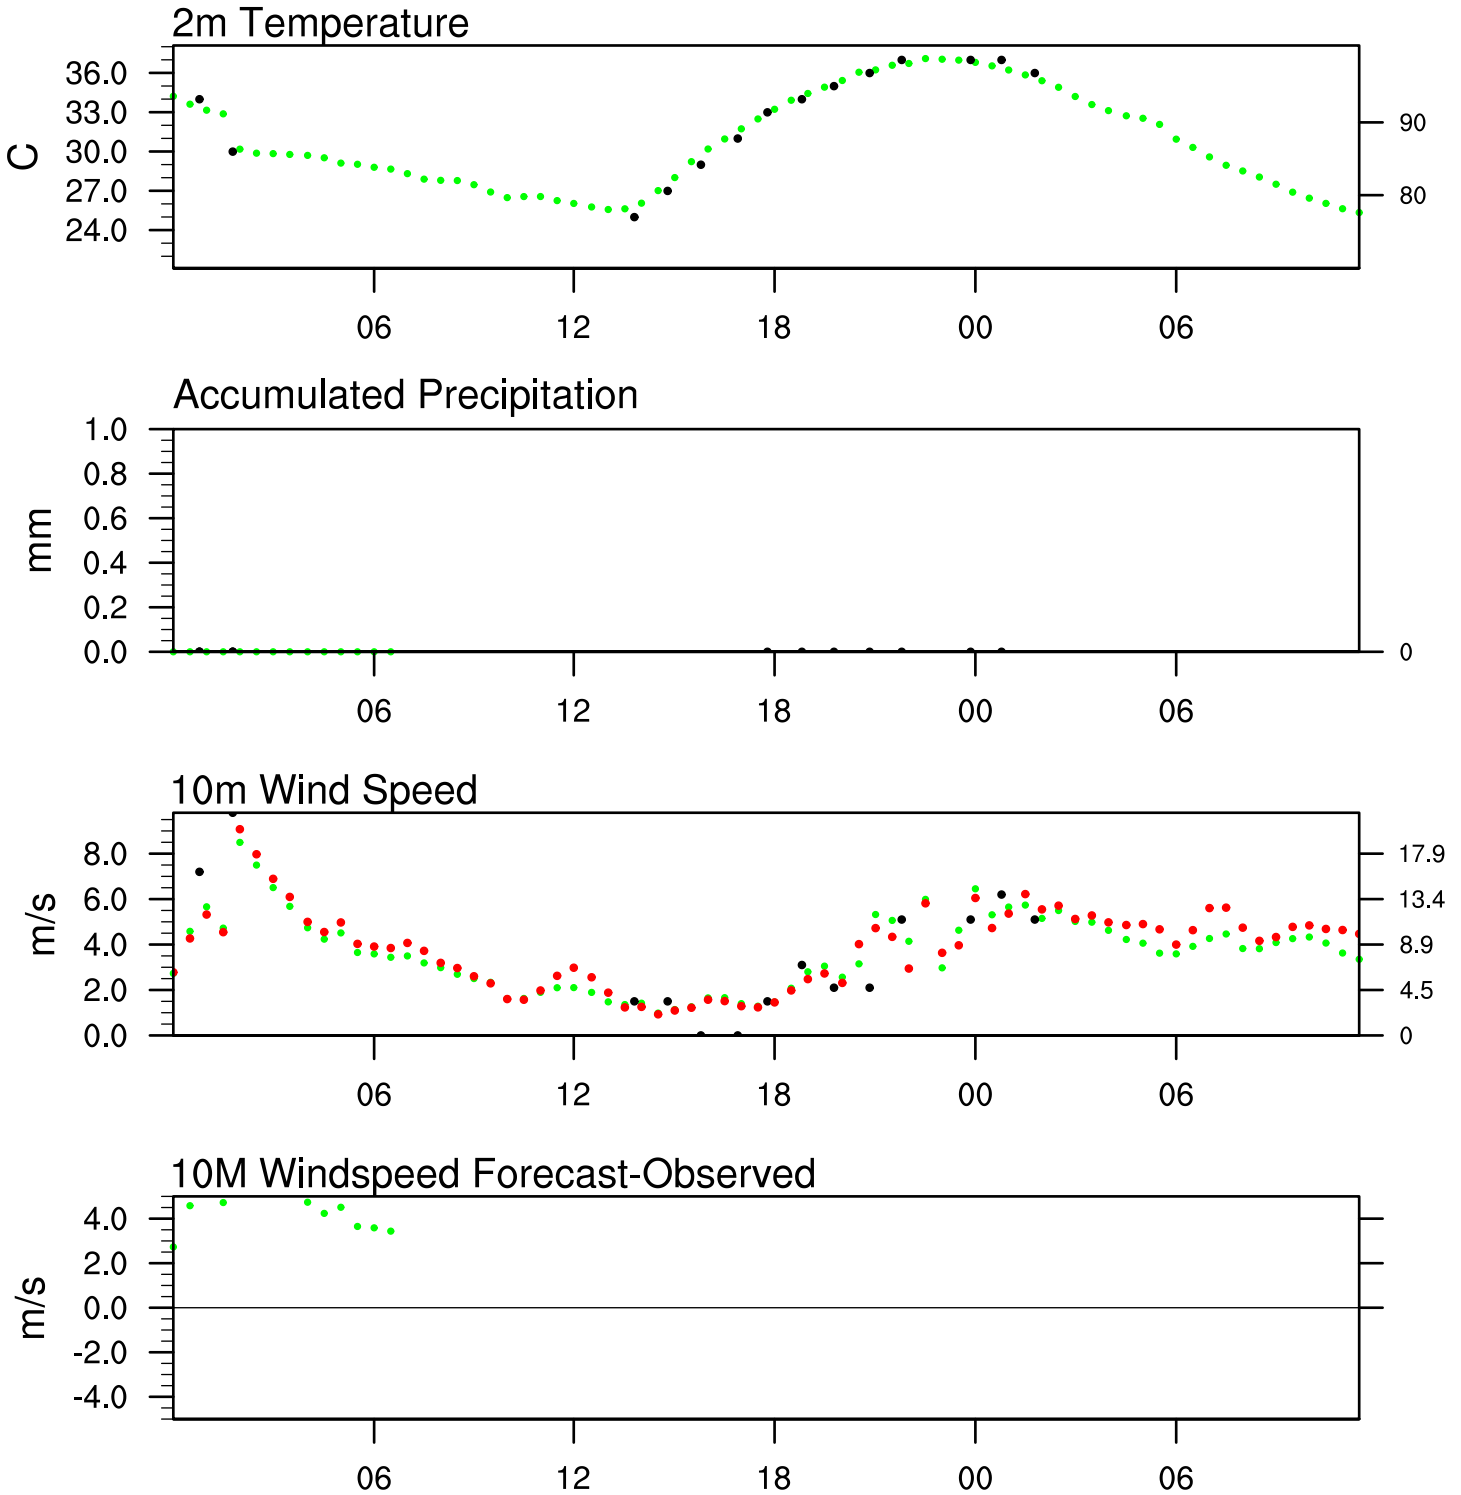 2m Temperature
36.0
33.0
30.0
27.0
24.0
C
90
80
06 12 18 00 06
Accumulated Precipitation
1.0
0.8
0.6
0.4
0.2
0.0
mm
0
06 12 18 00 06
10m Wind Speed
8.0
6.0
4.0
2.0
0.0
m/s
17.9
13.4
8.9
4.5
0
06 12 18 00 06
10M Windspeed Forecast-Observed
4.0
2.0
0.0
-2.0
-4.0
m/s
06 12 18 00 06